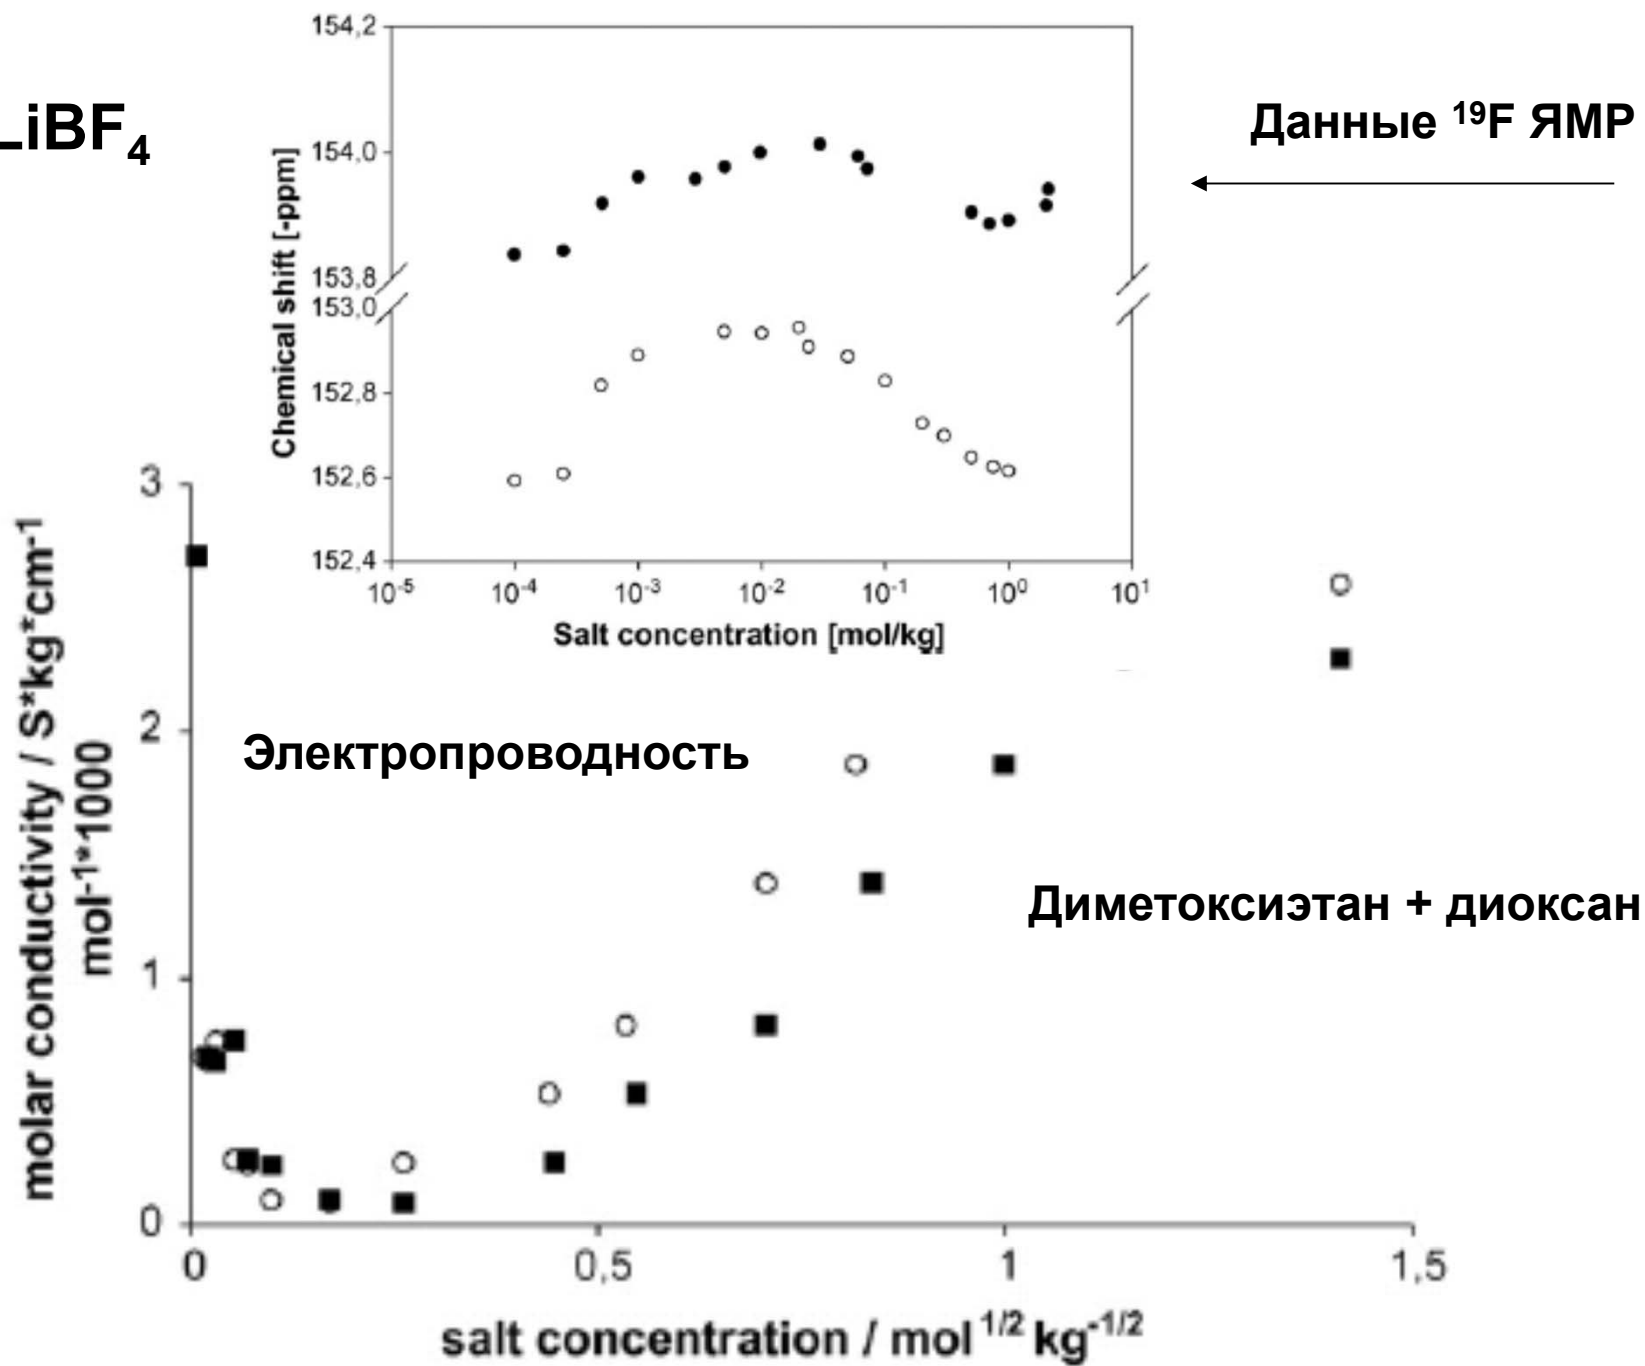 LiBF₄
Данные ¹⁹F ЯМР
154,2
154,0
153,8
153,0
152,8
152,6
152,4
Chemical shift [-ppm]
10⁻⁵ 10⁻⁴ 10⁻³ 10⁻² 10⁻¹ 10⁰ 10¹
Salt concentration [mol/kg]
3
2
1
0
molar conductivity / S*kg*cm⁻¹
mol⁻¹*1000
Электропроводность
Диметоксиэтан + диоксан
0 0,5 1 1,5
salt concentration / mol ¹/² kg⁻¹/²